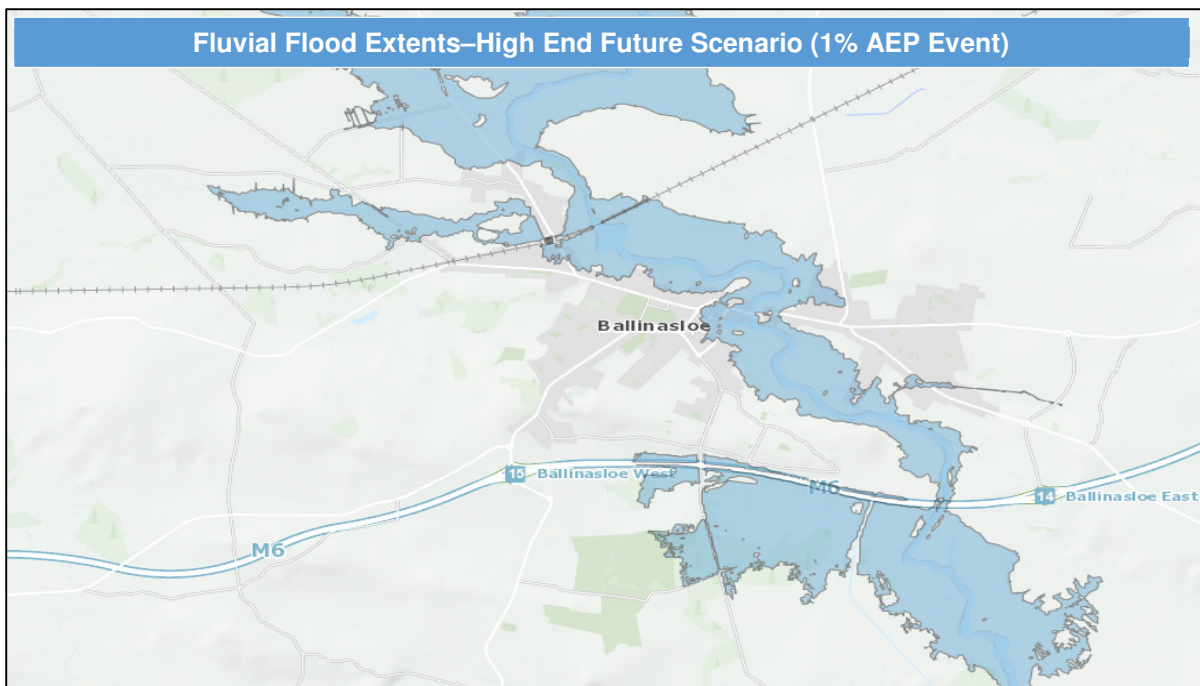 Fluvial Flood Extents–High End Future Scenario (1% AEP Event)
Ballinasloe
15 Ballinasloe West
M6
14 Ballinasloe East
M6